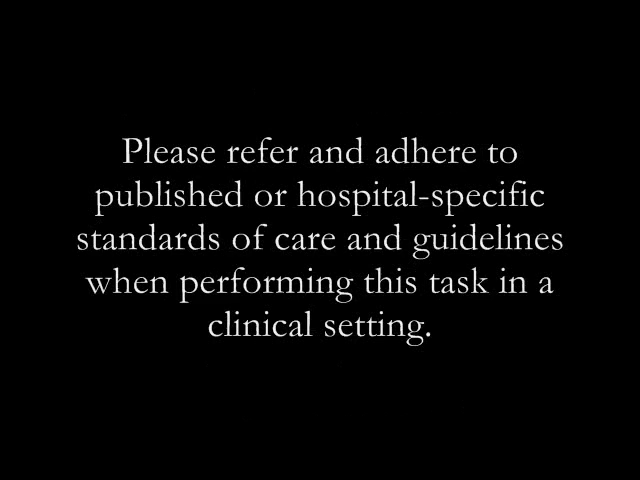 Please refer and adhere to
published or hospital-specific
standards of care and guidelines
when performing this task in a
clinical setting.